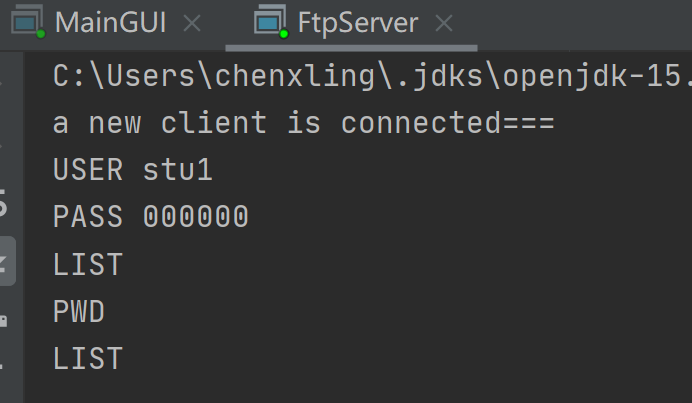 MainGUI FtpServer
C:\Users\chenxling\.jdks\openjdk-15.
a new client is connected===
USER stu1
PASS 000000
LIST
PWD
LIST